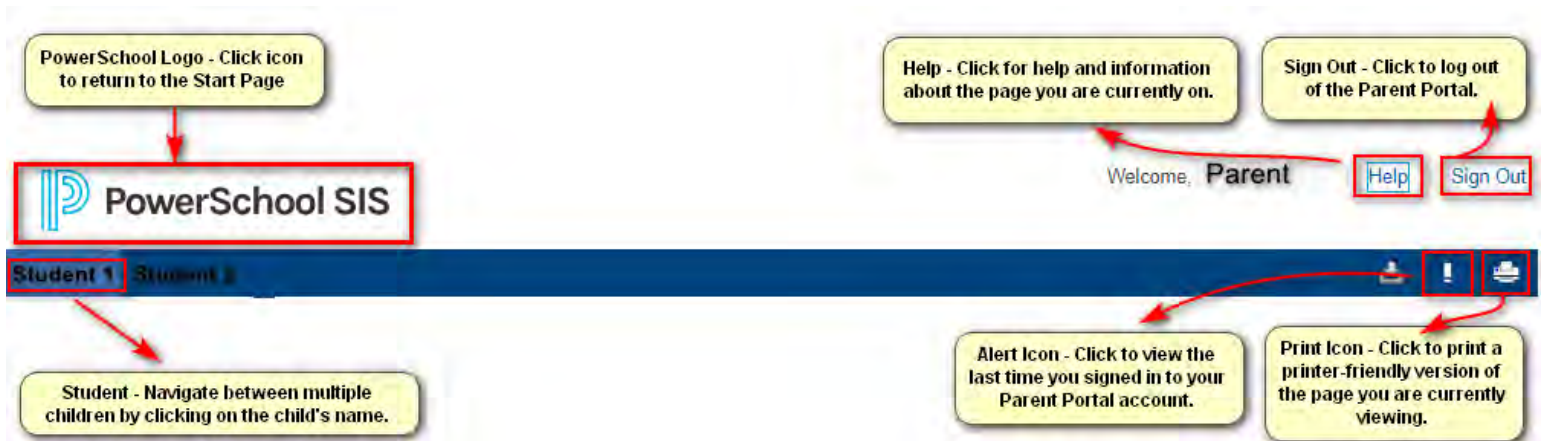 PowerSchool Logo - Click icon
to return to the Start Page
Help - Click for help and information
about the page you are currently on.
Sign Out - Click to log out
of the Parent Portal.
Welcome, Parent
Help
Sign Out
PowerSchool SIS
Student 1
Student 2
Student - Navigate between multiple
children by clicking on the child's name.
Alert Icon - Click to view the
last time you signed in to your
Parent Portal account.
Print Icon - Click to print a
printer-friendly version of
the page you are currently
viewing.